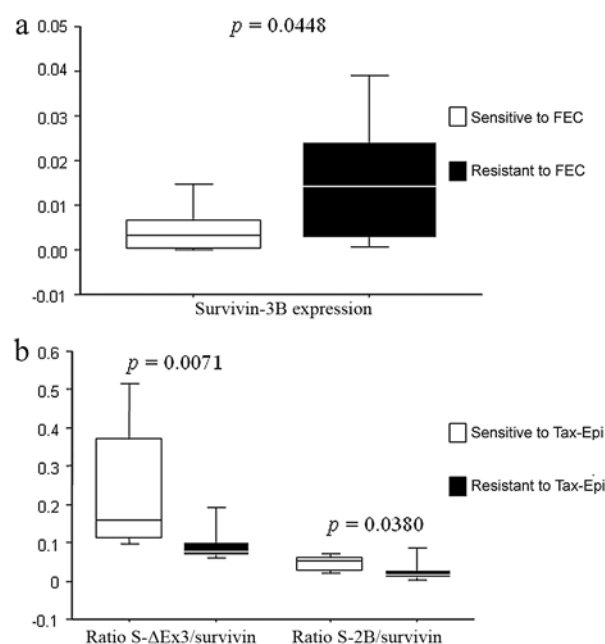 a
p = 0.0448
0.05
0.04
0.03
0.02
0.01
0.00
-0.01
Sensitive to FEC
Resistant to FEC
Survivin-3B expression
b
p = 0.0071
0.6
0.5
0.4
0.3
0.2
0.1
0
-0.1
Sensitive to Tax-Epi
Resistant to Tax-Epi
p = 0.0380
Ratio S-ΔEx3/survivin
Ratio S-2B/survivin